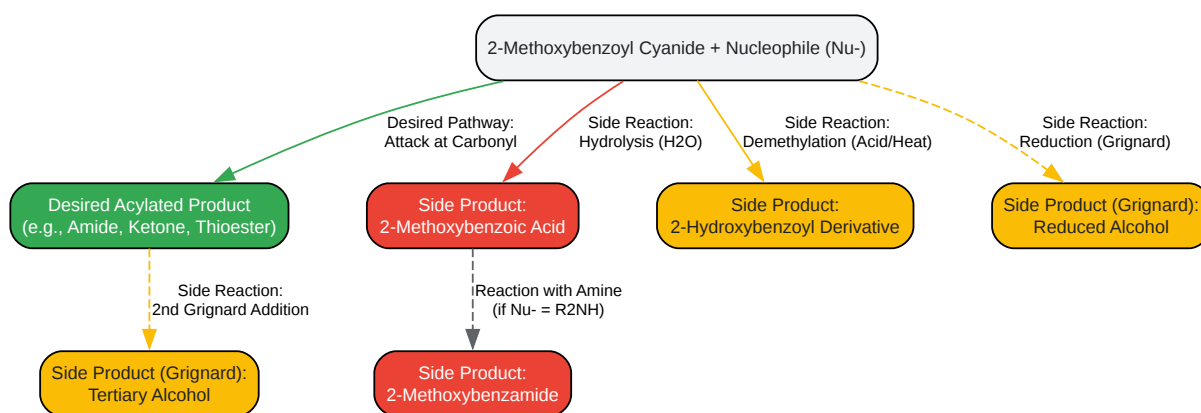 2-Methoxybenzoyl Cyanide + Nucleophile (Nu-)
Desired Pathway:
Attack at Carbonyl
Side Reaction:
Hydrolysis (H2O)
Side Reaction:
Demethylation (Acid/Heat)
Side Reaction:
Reduction (Grignard)
Desired Acylated Product
(e.g., Amide, Ketone, Thioester)
Side Product:
2-Methoxybenzoic Acid
Side Product:
2-Hydroxybenzoyl Derivative
Side Product (Grignard):
Reduced Alcohol
Side Reaction:
2nd Grignard Addition
Reaction with Amine
(if Nu- = R2NH)
Side Product (Grignard):
Tertiary Alcohol
Side Product:
2-Methoxybenzamide